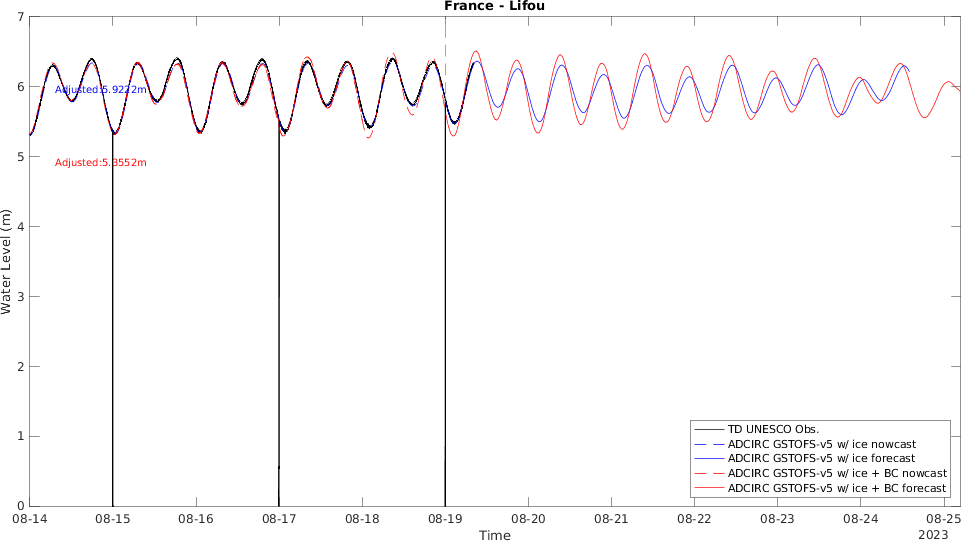 France - Lifou
7
6
5
4
3
2
1
0
Water Level (m)
Adjusted:5.9222m
Adjusted:5.8552m
TD UNESCO Obs.
ADCIRC GSTOFS-v5 w/ ice nowcast
ADCIRC GSTOFS-v5 w/ ice forecast
ADCIRC GSTOFS-v5 w/ ice + BC nowcast
ADCIRC GSTOFS-v5 w/ ice + BC forecast
08-14 08-15 08-16 08-17 08-18 08-19 08-20 08-21 08-22 08-23 08-24 08-25
Time
2023